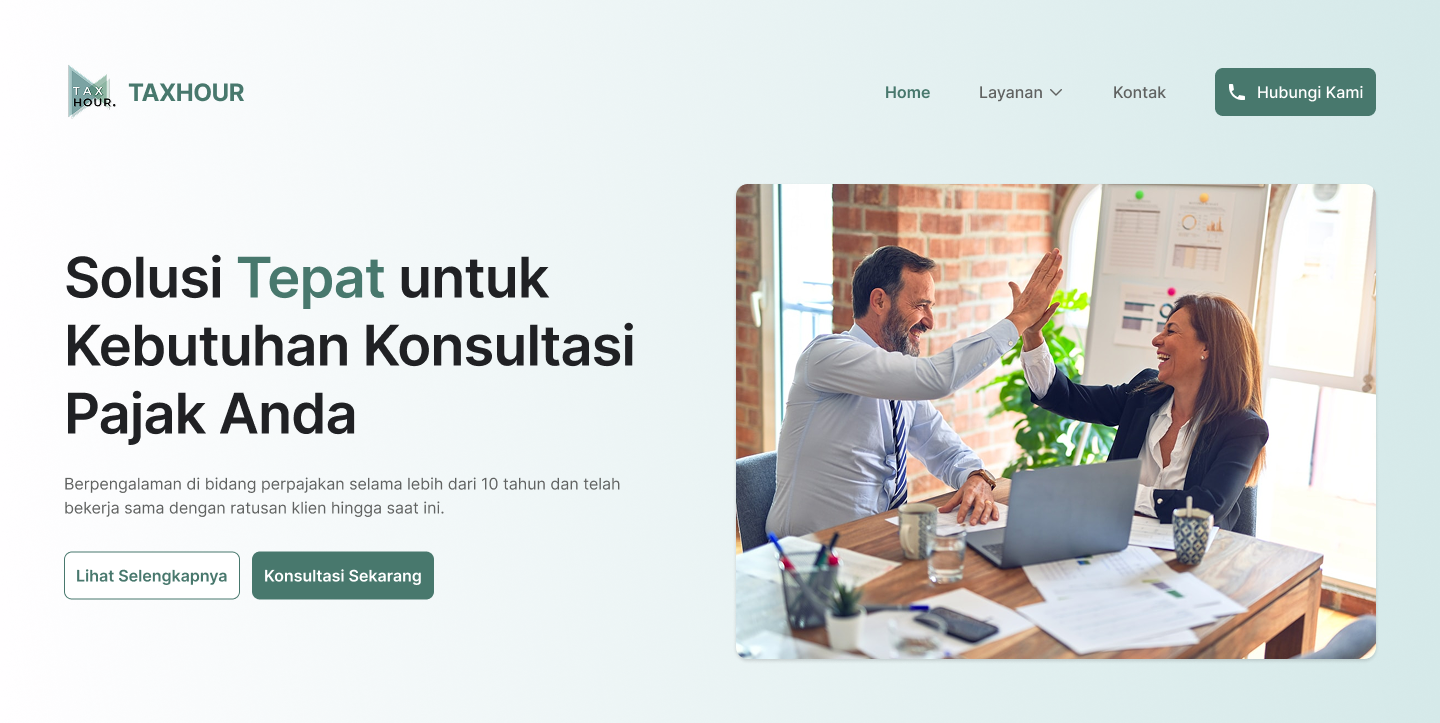 TAX
HOUR.
TAXHOUR
Home
Layanan
Kontak
Hubungi Kami
Solusi Tepat untuk
Kebutuhan Konsultasi
Pajak Anda
Berpengalaman di bidang perpajakan selama lebih dari 10 tahun dan telah
bekerja sama dengan ratusan klien hingga saat ini.
Lihat Selengkapnya
Konsultasi Sekarang